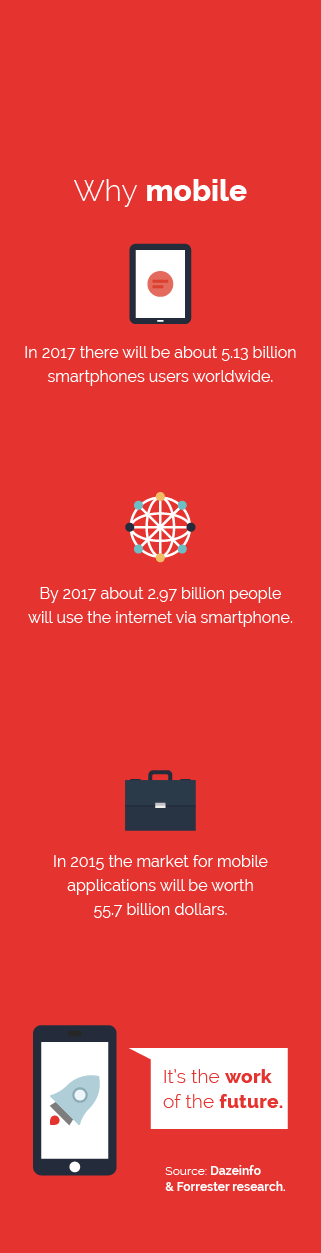 Why mobile
In 2017 there will be about 5.13 billion
smartphones users worldwide.
By 2017 about 2.97 billion people
will use the internet via smartphone.
In 2015 the market for mobile
applications will be worth
55.7 billion dollars.
It's the work
of the future.
Source: Dazeinfo
& Forrester research.